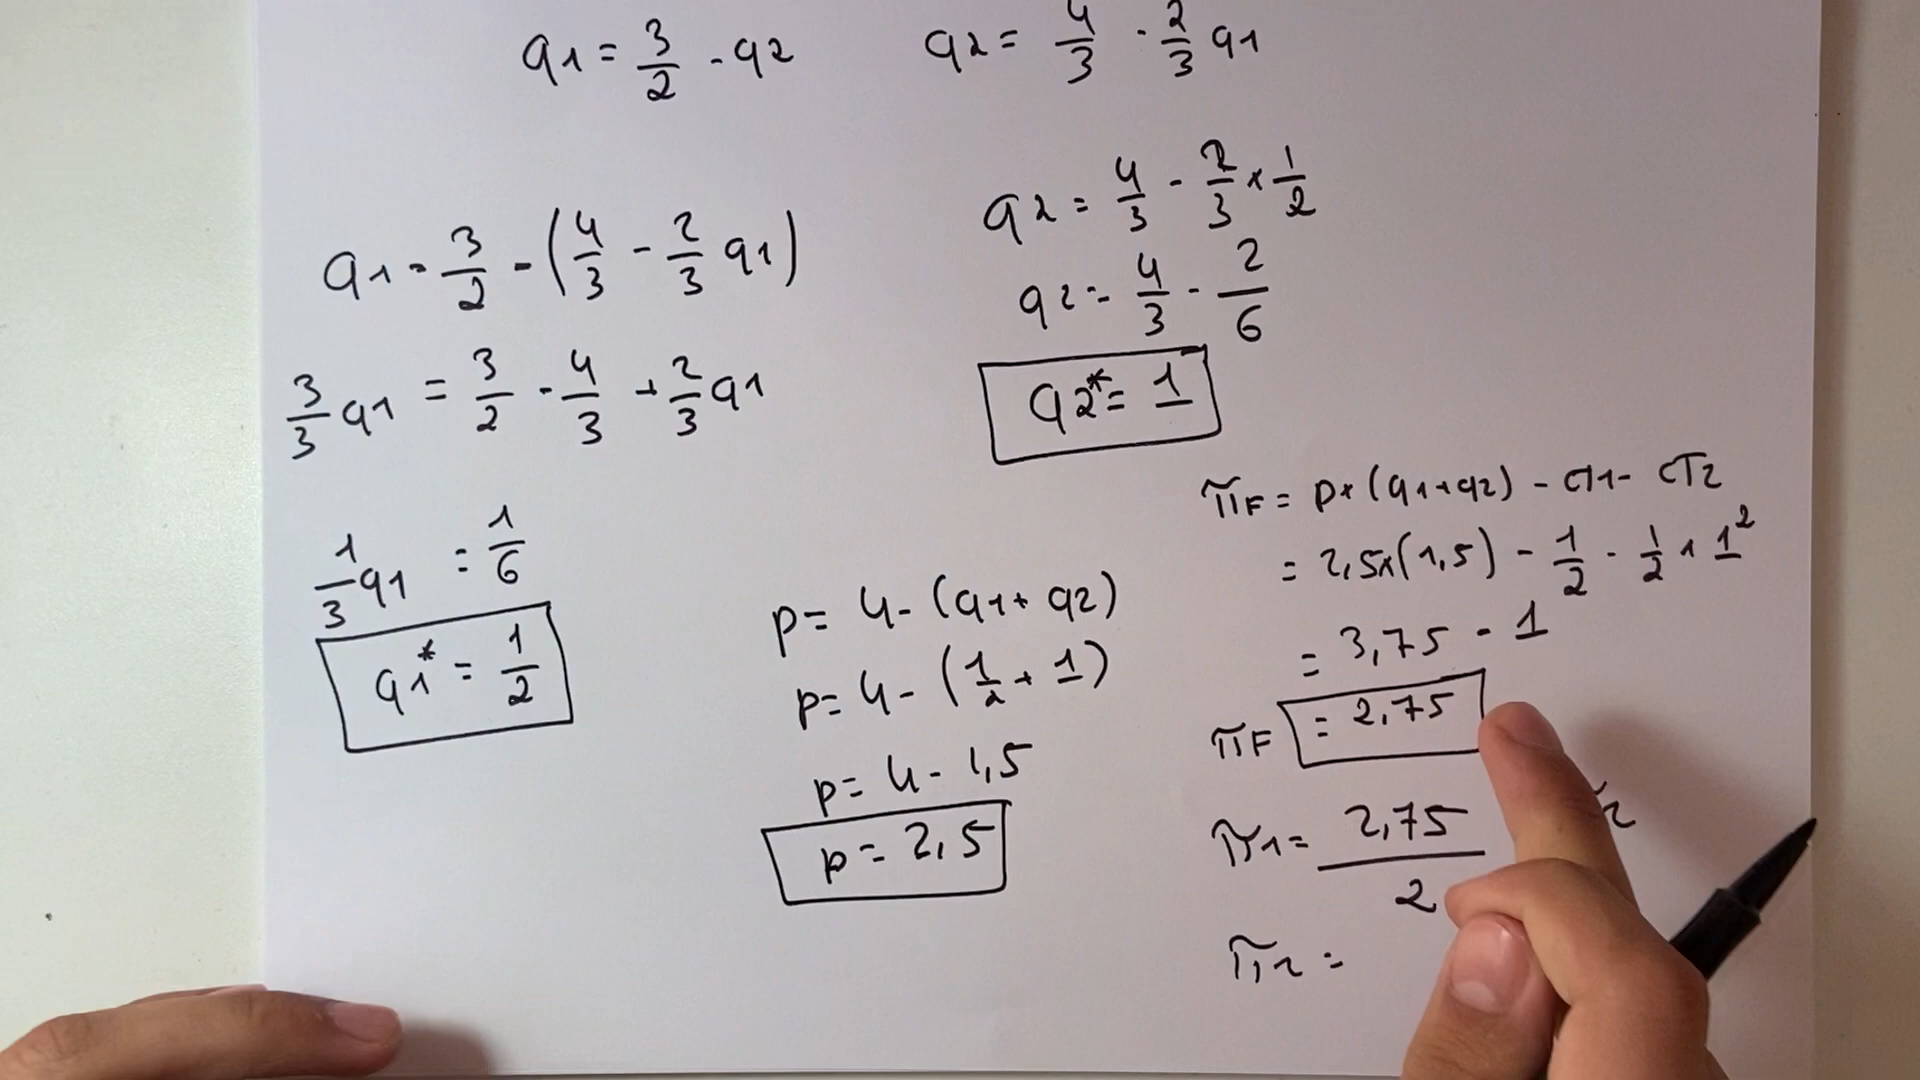 q1 = 3/2 - q2
q2 = 4/3 - 2/3 q1
q1 = 3/2 - (4/3 - 2/3 q1)
3/3 q1 = 3/2 - 4/3 + 2/3 q1
1/3 q1 = 1/6
q1* = 1/2
q2 = 4/3 - 2/3 x 1/2
q2 = 4/3 - 2/6
q2* = 1
p = 4 - (q1 + q2)
p = 4 - (1/2 + 1)
p = 4 - 1,5
p = 2,5
πF = p x (q1 + q2) - CT1 - CT2
= 2,5x(1,5) - 1/2 - 1/2 x 1²
= 3,75 - 1
πF = 2,75
π1 = 2,75/2
π2 =